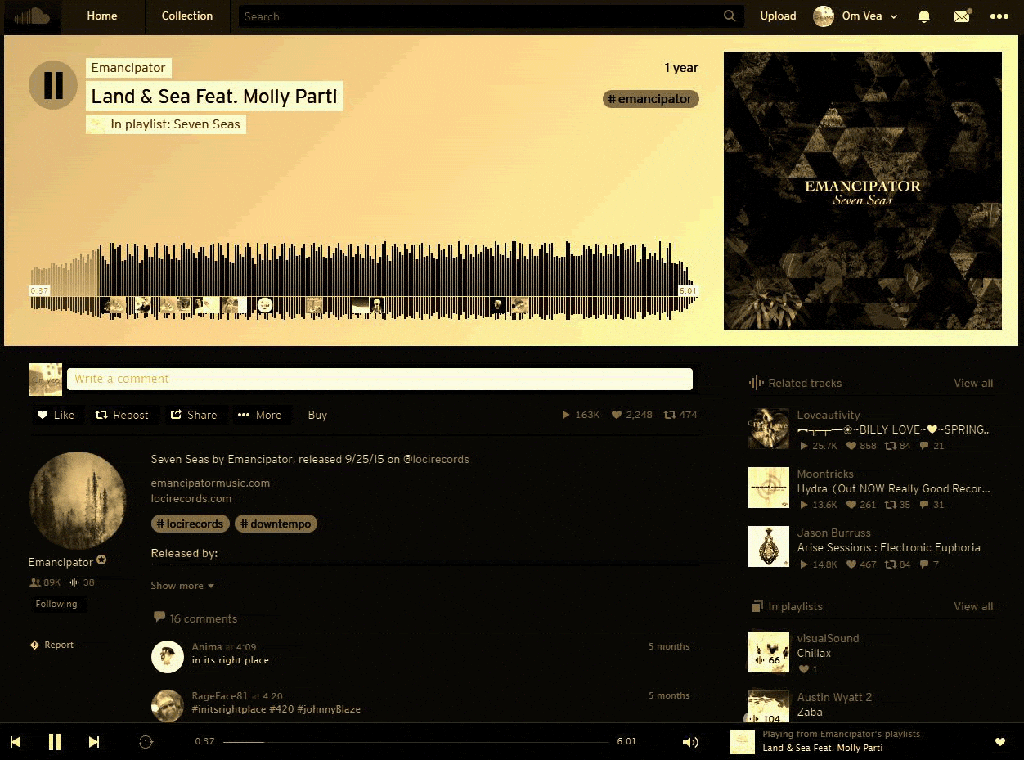 Home
Collection
Search
Upload
Om Vea
Emancipator
Land & Sea Feat. Molly Parti
In playlist: Seven Seas
1 year
# emancipator
EMANCIPATOR
Seven Seas
0:37
6:01
Write a comment
Like
Repost
Share
More
Buy
163K
2,248
474
Seven Seas by Emancipator, released 9/25/15 on @locirecords
emancipatormusic.com
locirecords.com
# locirecords
# downtempo
Released by:
Show more
Emancipator
89K
38
Following
Report
16 comments
Anima at 4:09
in its right place
5 months
RageFace81 at 4:20
#initsrightplace #420 #johnnyBlaze
5 months
Related tracks
View all
Loveautivity
~BILLY LOVE~♥~SPRING..
25.7K
858
84
21
Moontricks
Hydra (Out NOW Really Good Recor...
13.6K
261
35
31
Jason Burruss
Arise Sessions : Electronic Euphoria
14.8K
467
84
7
In playlists
View all
visualSound
Chillax
66
1
Austin Wyatt 2
Zaba
104
0:37
6:01
Playing from Emancipator's playlists
Land & Sea Feat. Molly Parti